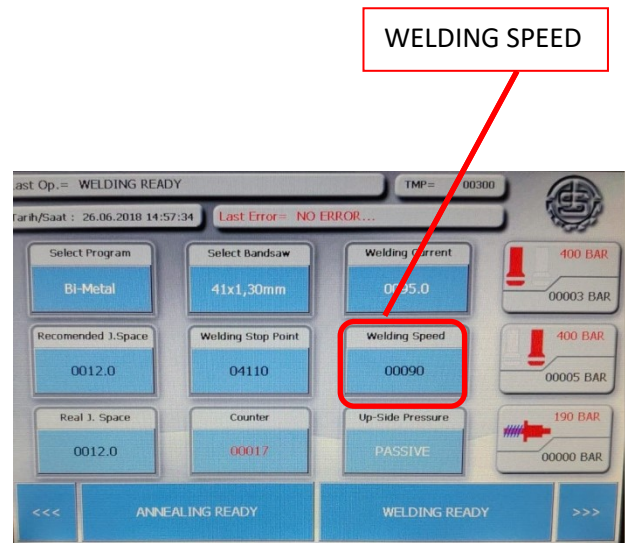 WELDING SPEED
ast Op.= WELDING READY
TMP= 00300
Tarih/Saat : 26.06.2018 14:57:34
Last Error= NO ERROR...
Select Program
Select Bandsaw
Welding Current
400 BAR
Bi-Metal
41x1,30mm
0095.0
00003 BAR
Recomended J.Space
Welding Stop Point
Welding Speed
400 BAR
0012.0
04110
00090
00005 BAR
Real J. Space
Counter
Up-Side Pressure
190 BAR
0012.0
00017
PASSIVE
00000 BAR
<<<
ANNEALING READY
WELDING READY
>>>